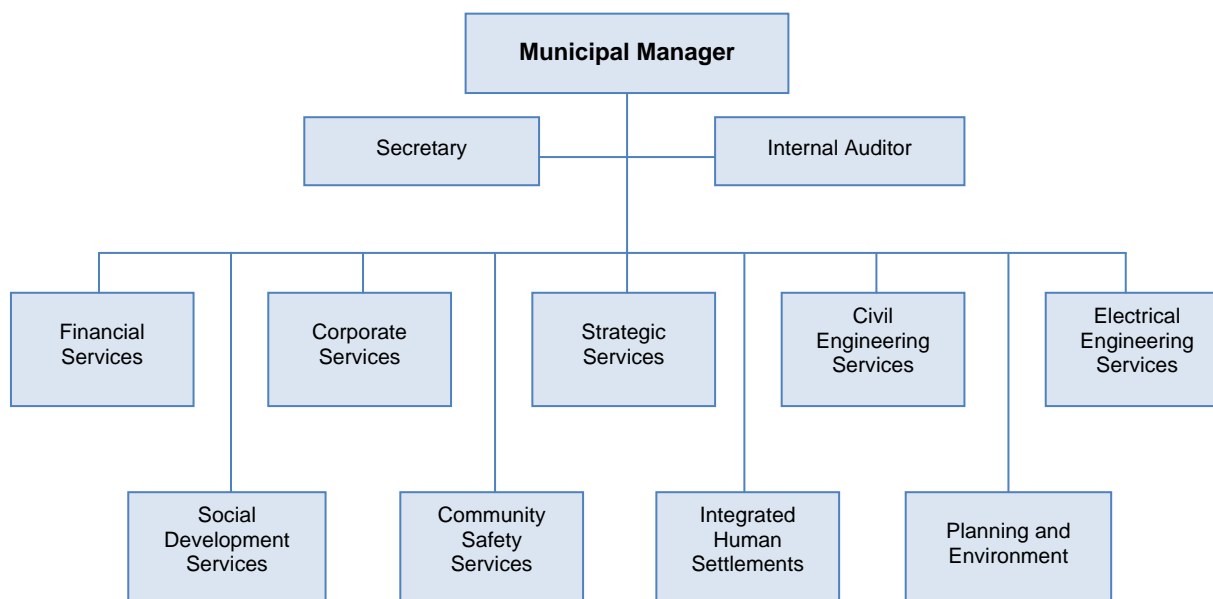 Municipal Manager
Secretary
Internal Auditor
Financial
Services
Corporate
Services
Strategic
Services
Civil
Engineering
Services
Electrical
Engineering
Services
Social
Development
Services
Community
Safety
Services
Integrated
Human
Settlements
Planning and
Environment